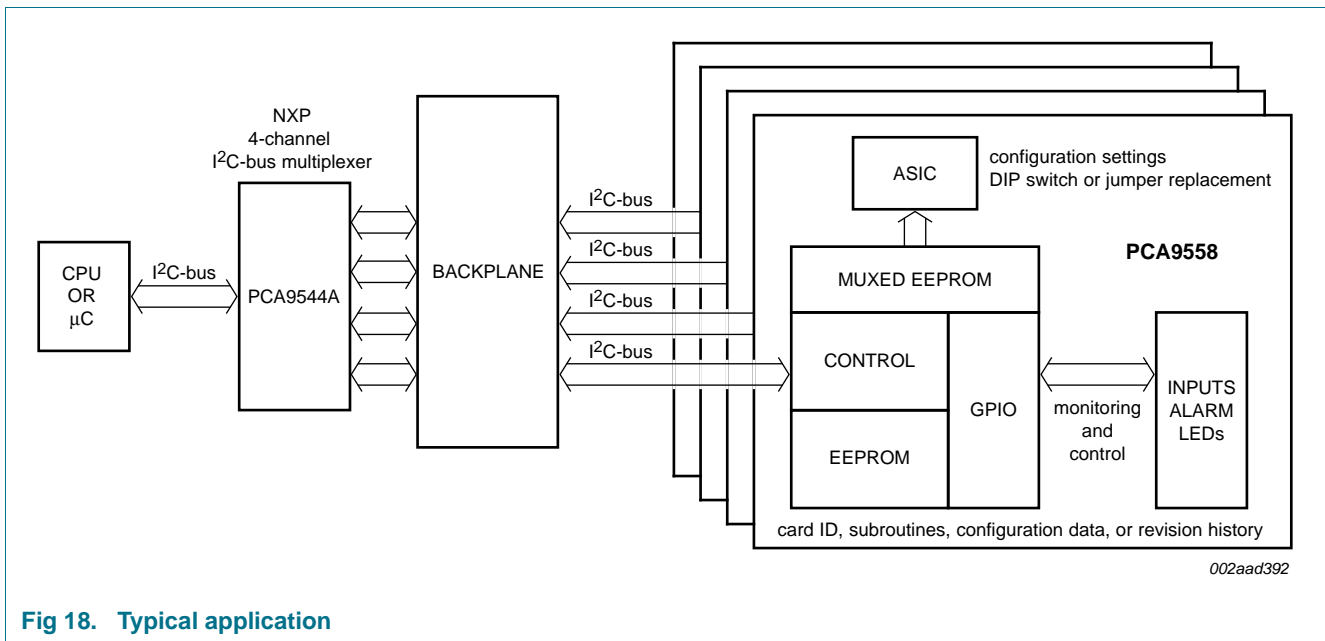 NXP
4-channel
I2C-bus multiplexer
CPU
OR
μC
I2C-bus
PCA9544A
BACKPLANE
I2C-bus
I2C-bus
I2C-bus
I2C-bus
ASIC
configuration settings
DIP switch or jumper replacement
PCA9558
MUXED EEPROM
CONTROL
GPIO
EEPROM
monitoring
and
control
INPUTS
ALARM
LEDs
card ID, subroutines, configuration data, or revision history
002aad392
Fig 18. Typical application